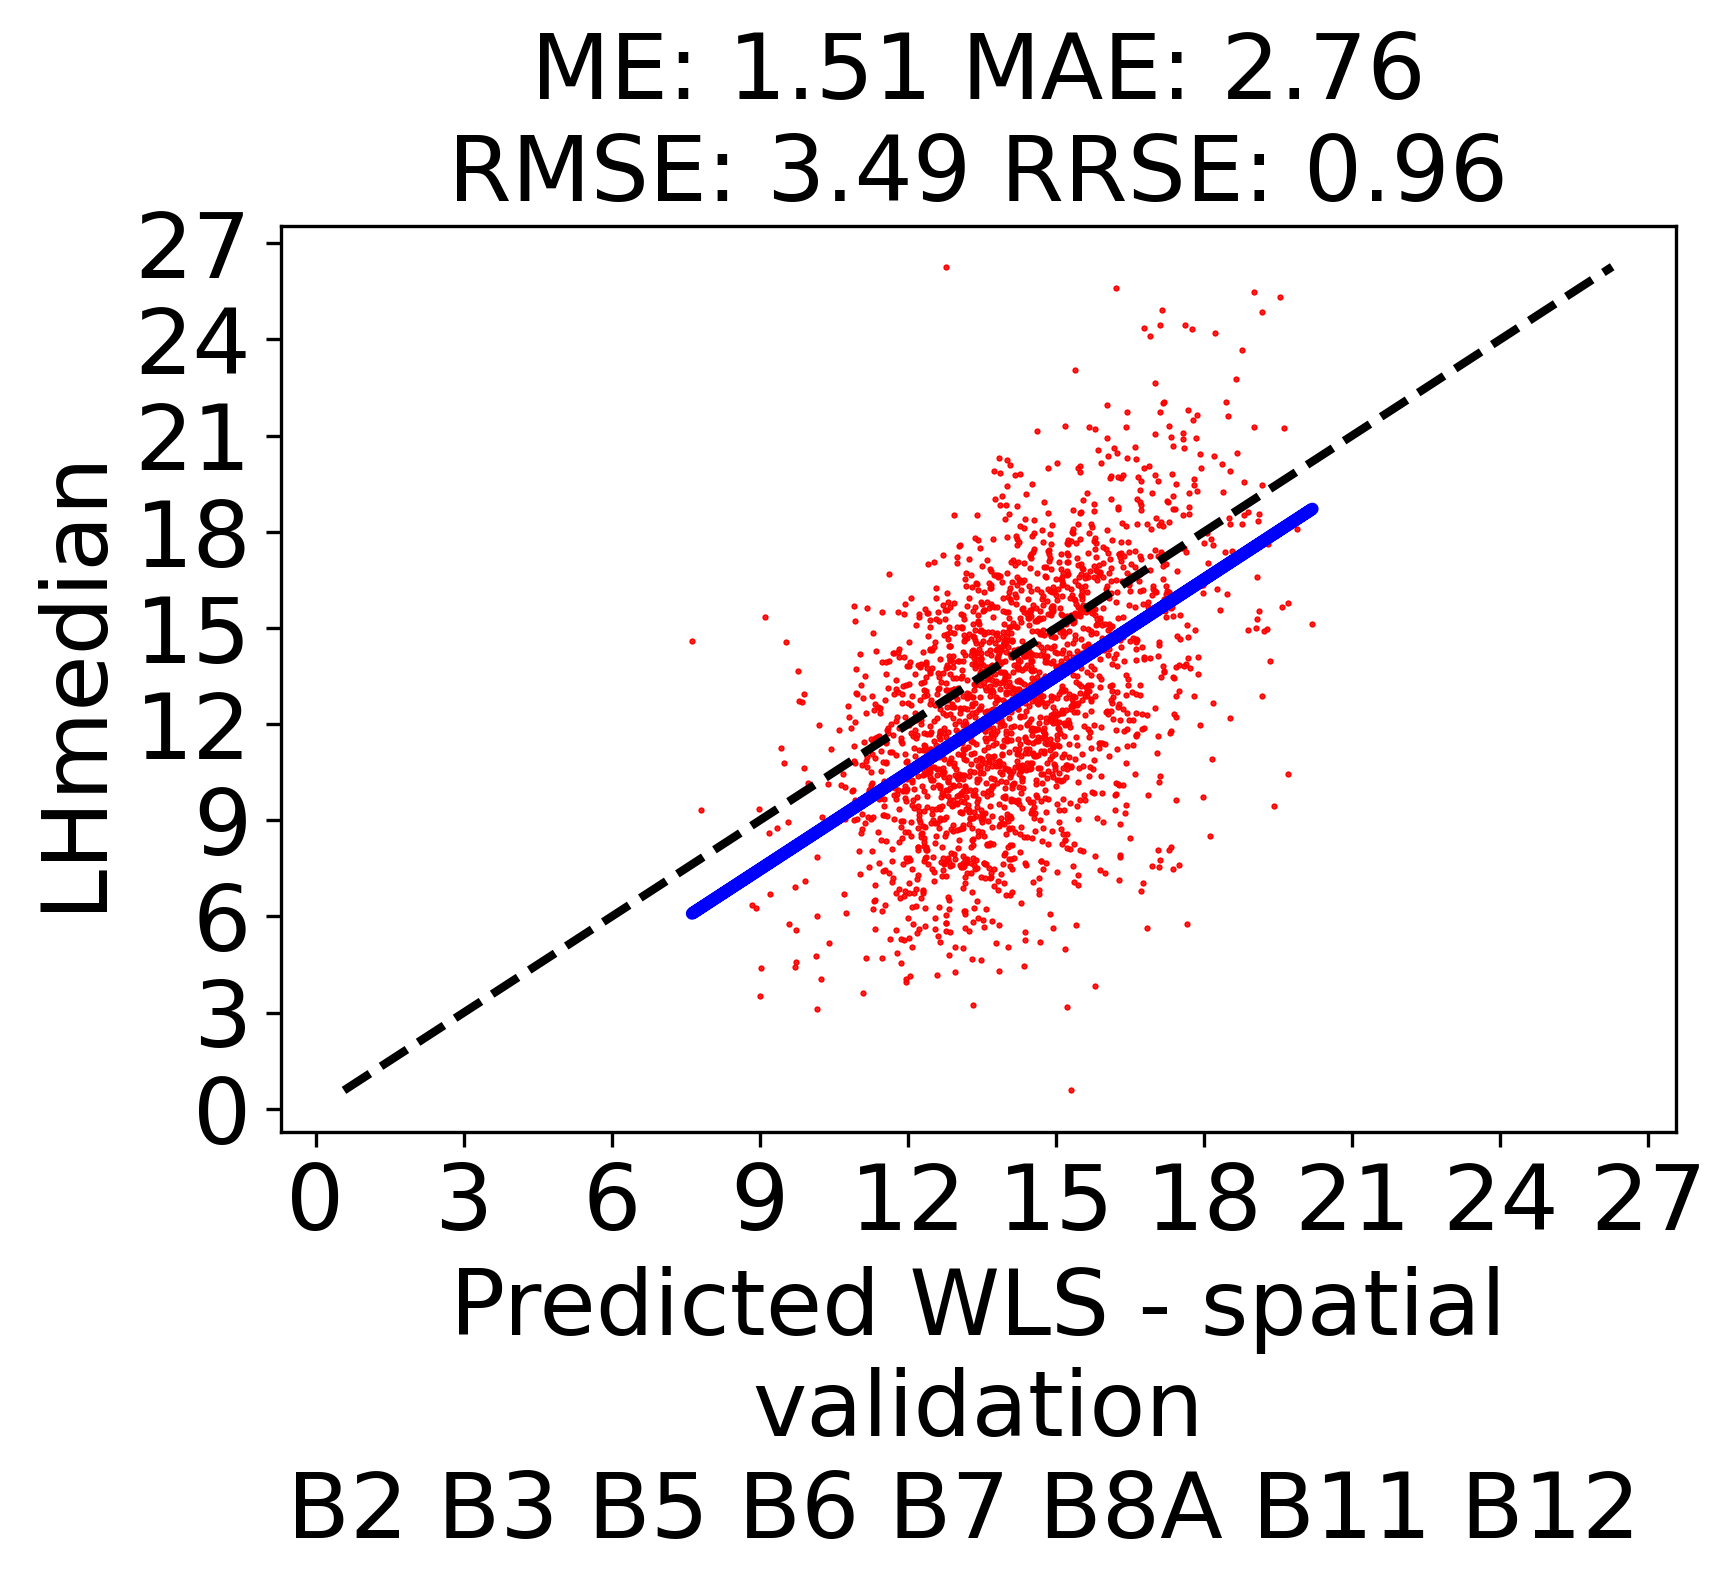 ME: 1.51 MAE: 2.76
RMSE: 3.49 RRSE: 0.96
27
24
21
18
15
12
9
6
3
0
LHmedian
0 3 6 9 12 15 18 21 24 27
Predicted WLS - spatial
validation
B2 B3 B5 B6 B7 B8A B11 B12